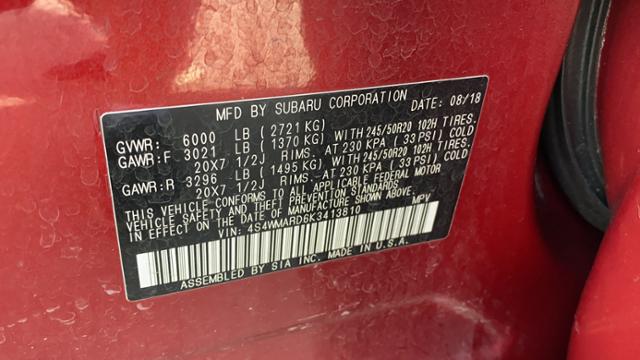 MFD BY SUBARU CORPORATION DATE: 08/18
GVWR: 6000 LB (2721 KG)
GAWR:F 3021 LB (1370 KG) WITH 245/50R20 102H TIRES.
20X7 1/2J RIMS. AT 230 KPA (33 PSI) COLD
GAWR:R 3296 LB (1495 KG) WITH 245/50R20 102H TIRES.
20X7 1/2J RIMS. AT 230 KPA (33 PSI) COLD
THIS VEHICLE CONFORMS TO ALL APPLICABLE FEDERAL MOTOR
VEHICLE SAFETY AND THEFT PREVENTION STANDARDS
IN EFFECT ON THE DATE OF MANUFACTURE SHOWN ABOVE.
VIN: 4S4WMARD6K3413810 MPV
ASSEMBLED BY SIA INC. MADE IN U.S.A.